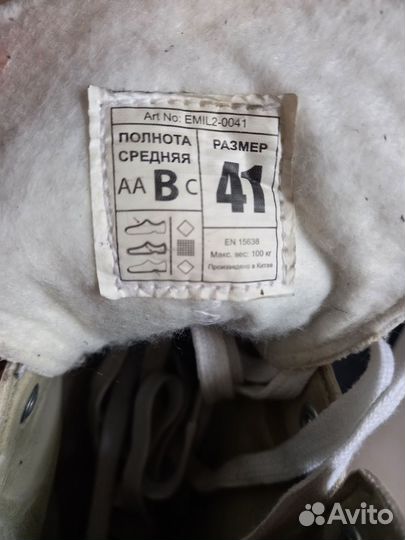 Art No: EMIL2-0041
ПОЛНОТА
СРЕДНЯЯ
AA B C
РАЗМЕР
41
EN 15638
Макс. вес: 100 кг
Произведено в Китае
Avito